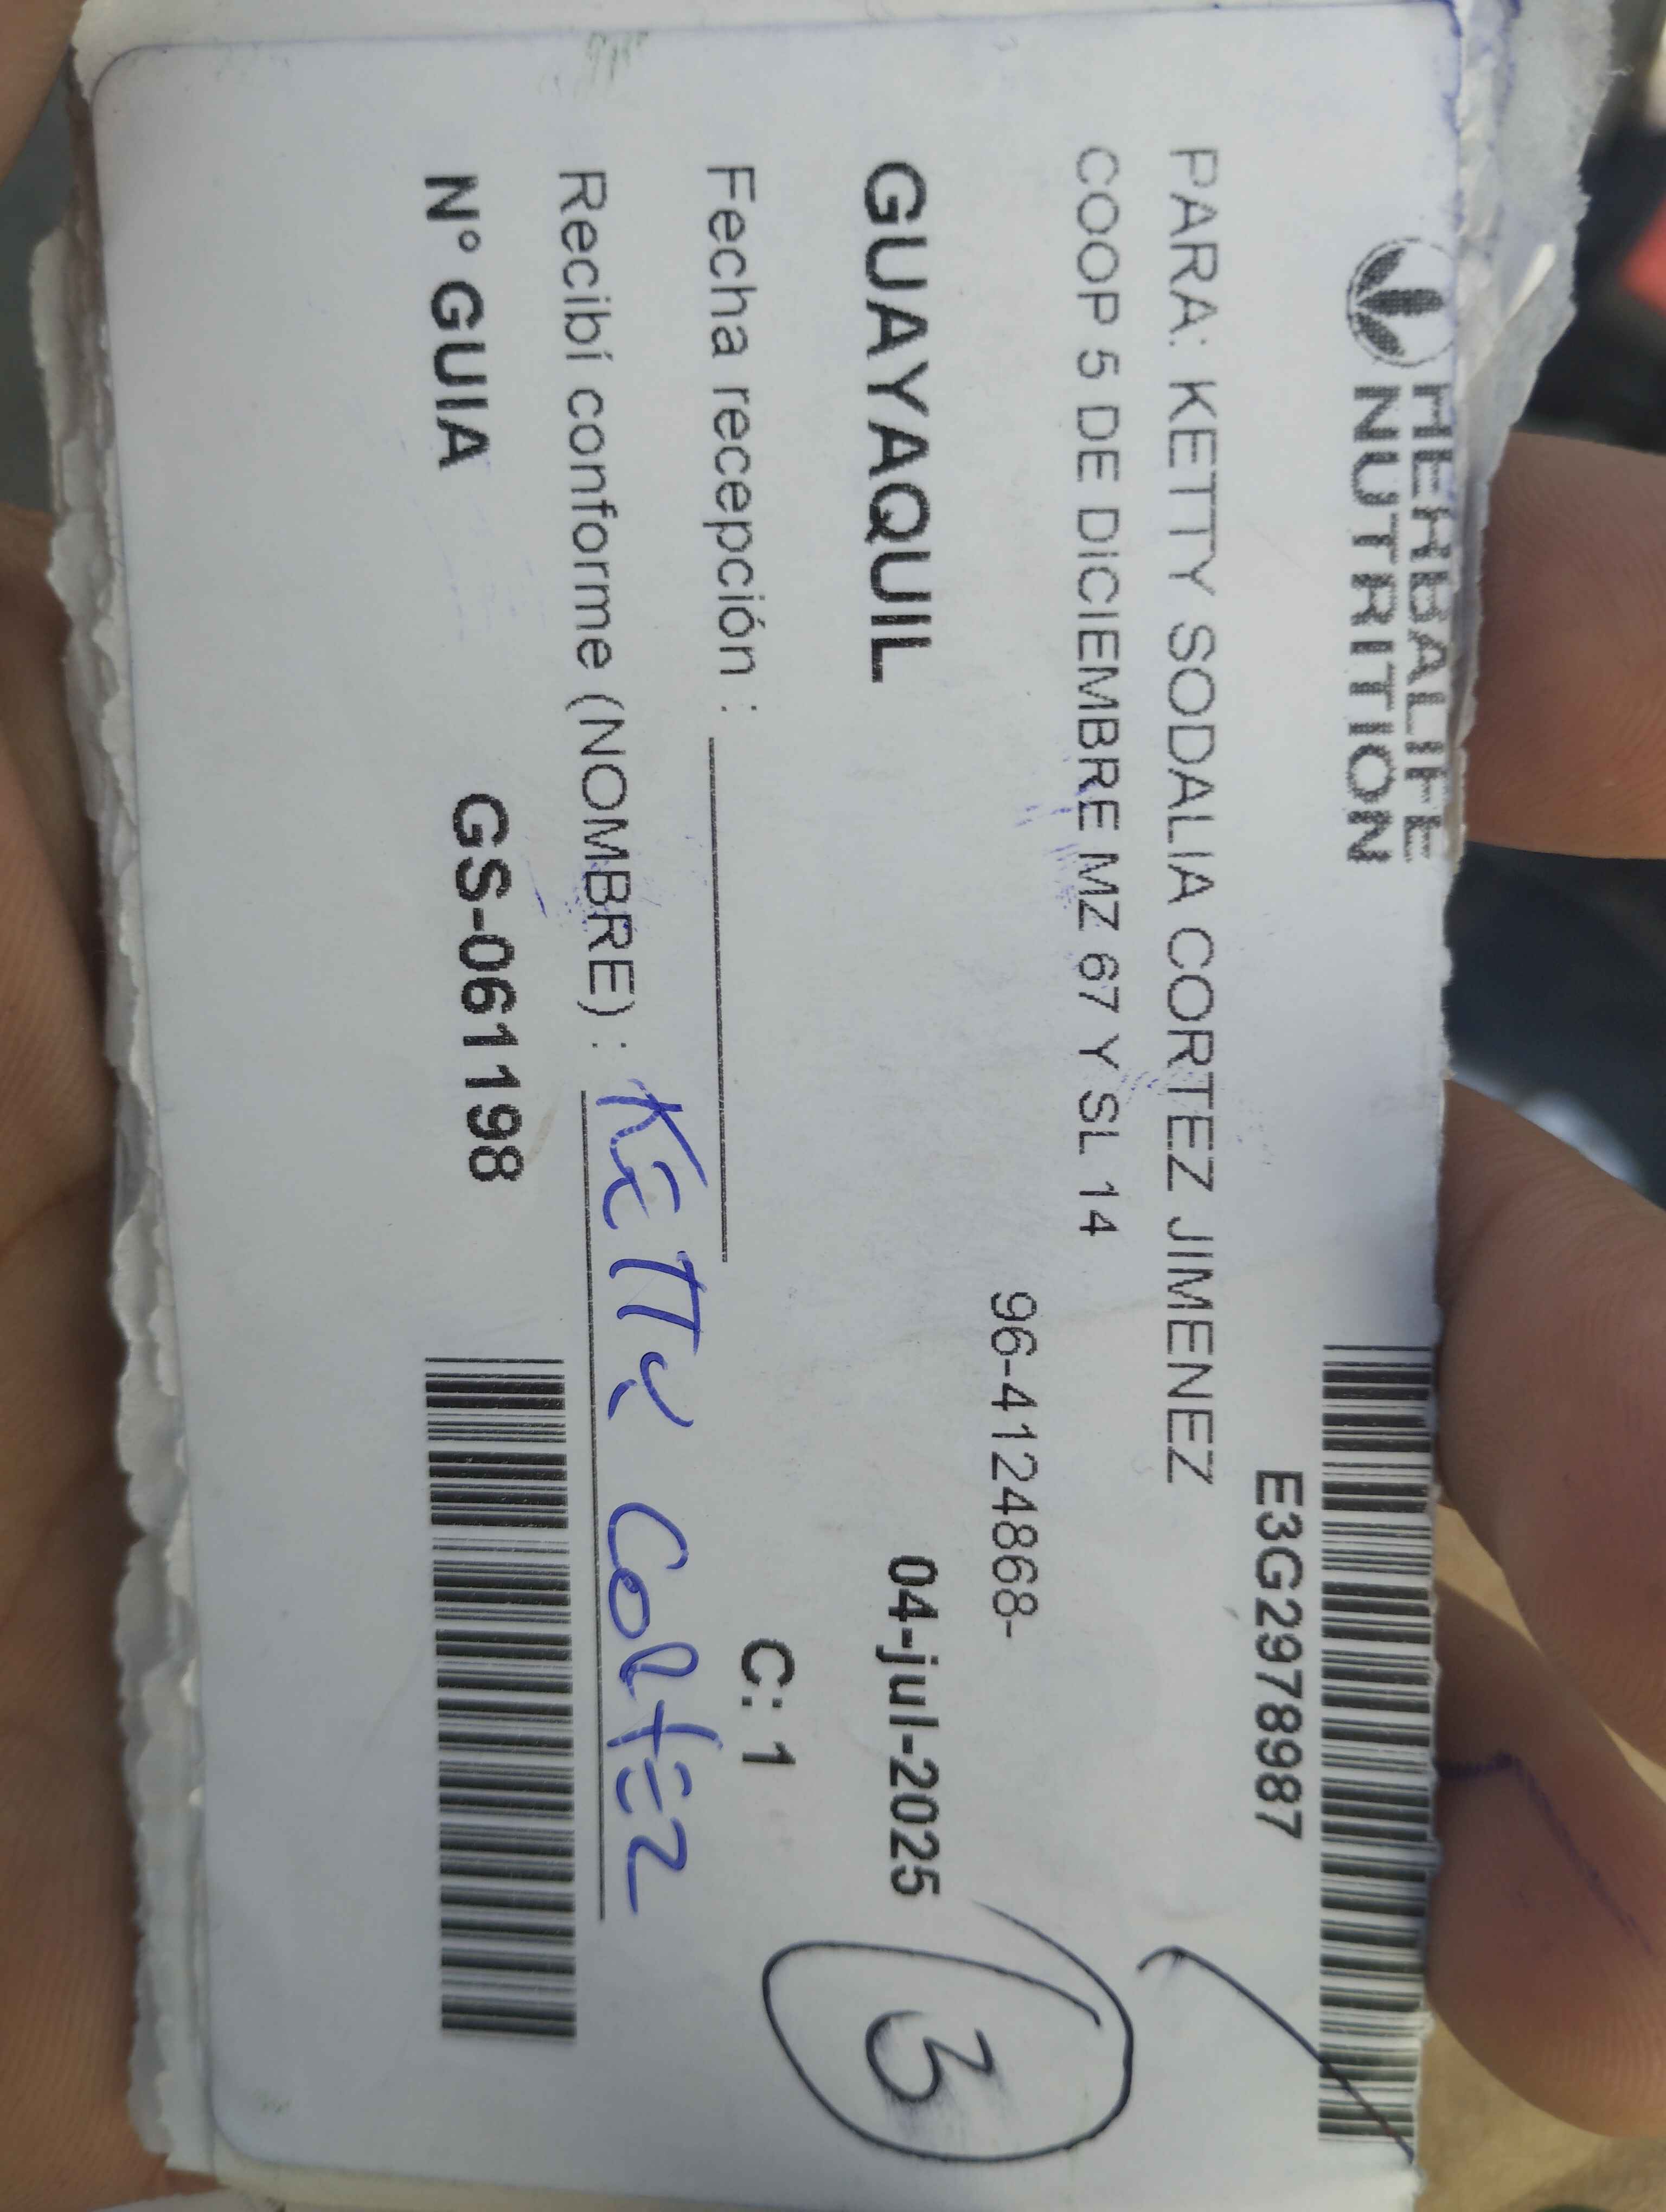 HERBALIFE
NUTRITION
E3G2978987
PARA: KETTY SODALIA CORTEZ JIMENEZ
COOP 5 DE DICIEMBRE MZ 67 Y SL 14
96-4124868-
GUAYAQUIL 04-jul-2025
3
Fecha recepción : C: 1
Recibí conforme (NOMBRE) : KETTY CORTEZ
N° GUIA GS-061198